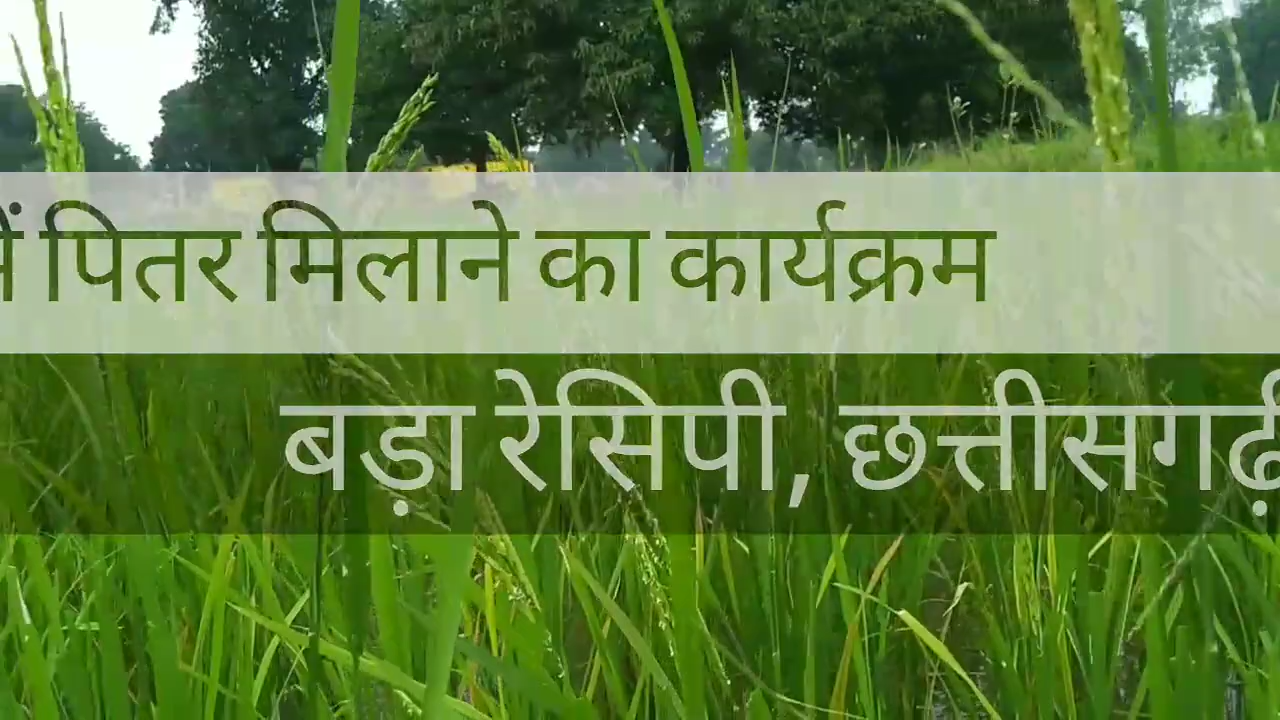 में पितर मिलाने का कार्यक्रम
बड़ा रेसिपी, छत्तीसगढ़ी